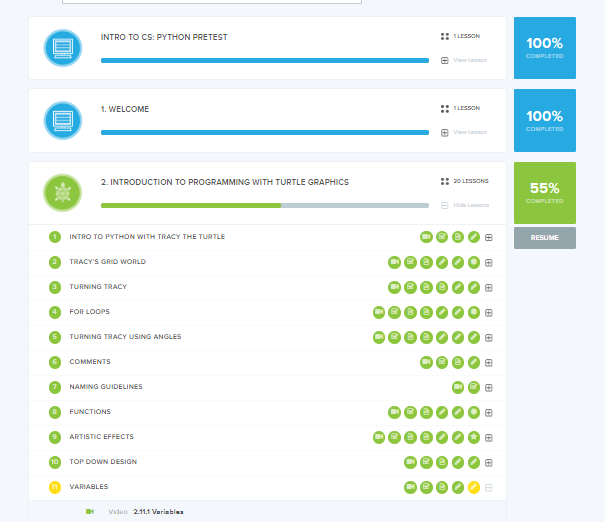 INTRO TO CS: PYTHON PRETEST
1 LESSON
View Lesson
100%
COMPLETED
1. WELCOME
1 LESSON
View Lesson
100%
COMPLETED
2. INTRODUCTION TO PROGRAMMING WITH TURTLE GRAPHICS
20 LESSONS
Hide Lessons
55%
COMPLETED
RESUME
1 INTRO TO PYTHON WITH TRACY THE TURTLE
2 TRACY'S GRID WORLD
3 TURNING TRACY
4 FOR LOOPS
5 TURNING TRACY USING ANGLES
6 COMMENTS
7 NAMING GUIDELINES
8 FUNCTIONS
9 ARTISTIC EFFECTS
10 TOP DOWN DESIGN
11 VARIABLES
Video 2.11.1 Variables